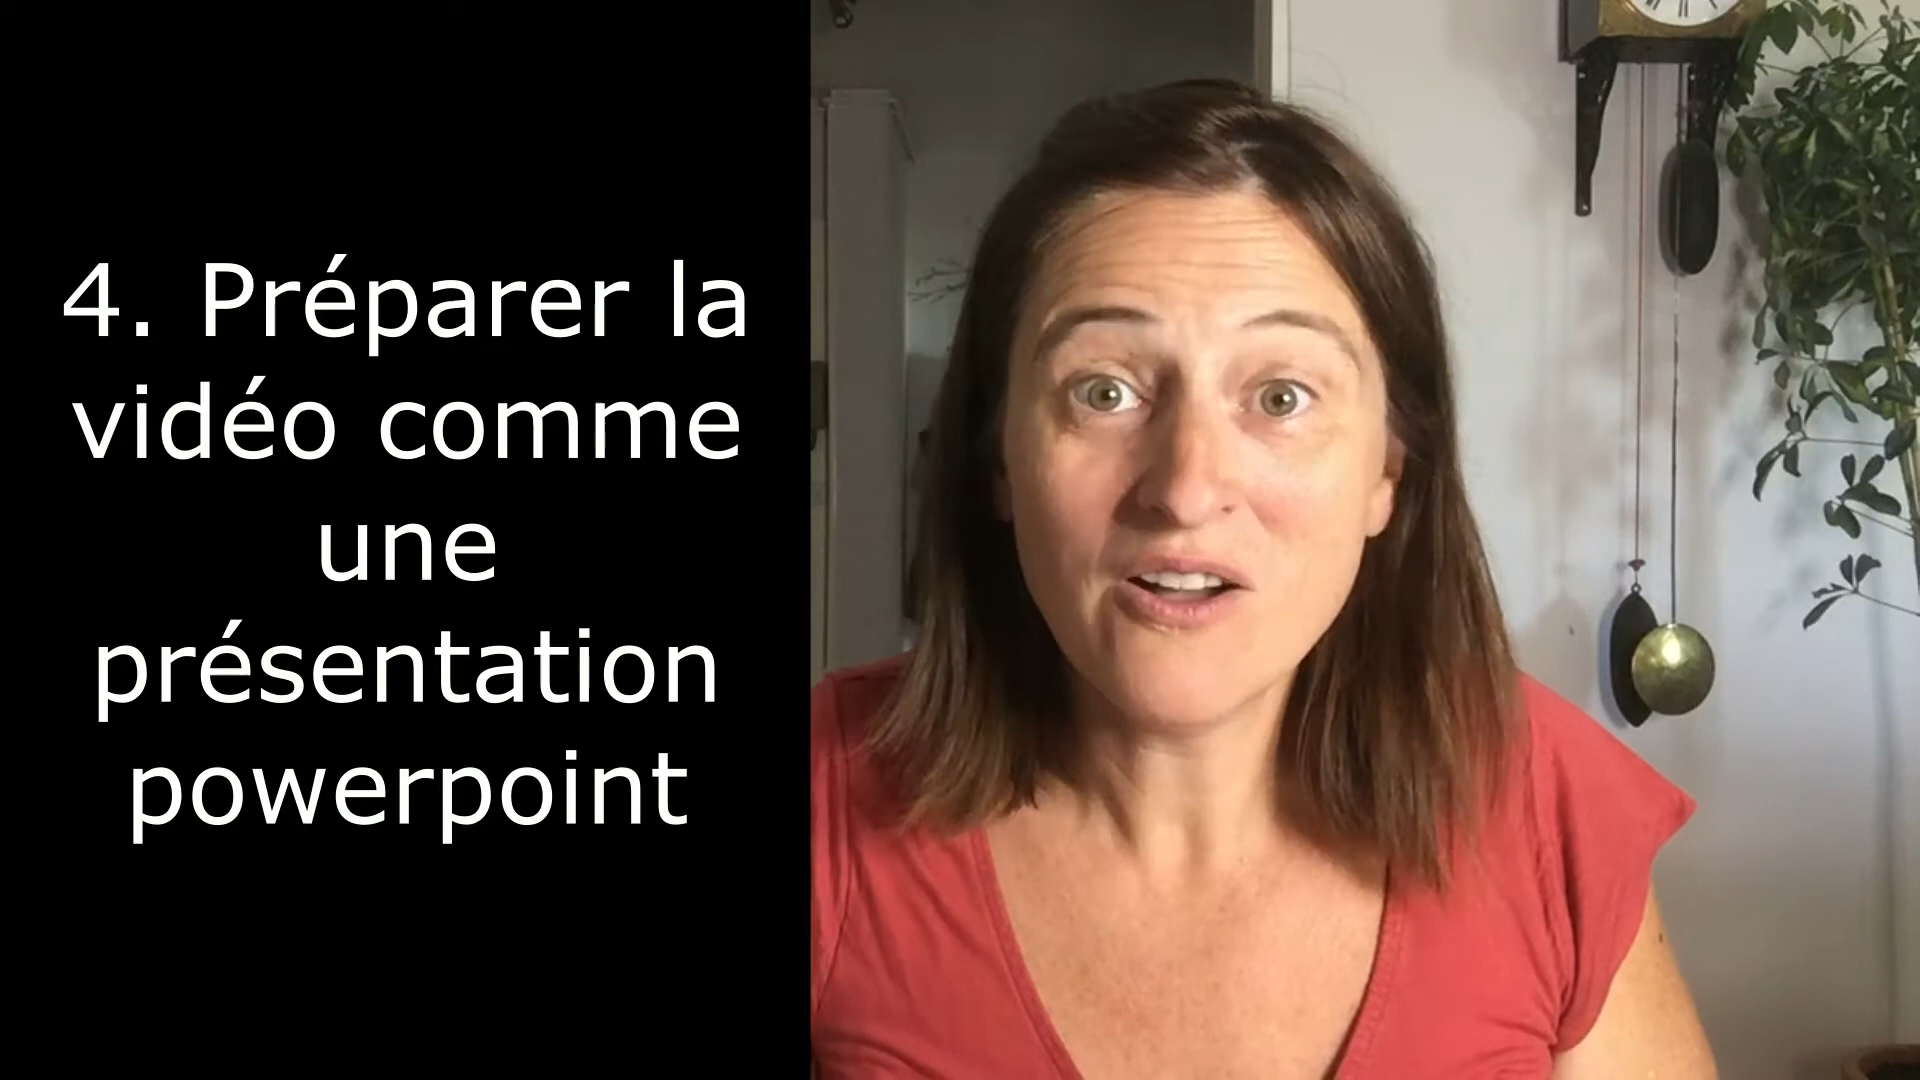 4. Préparer la
vidéo comme
une
présentation
powerpoint